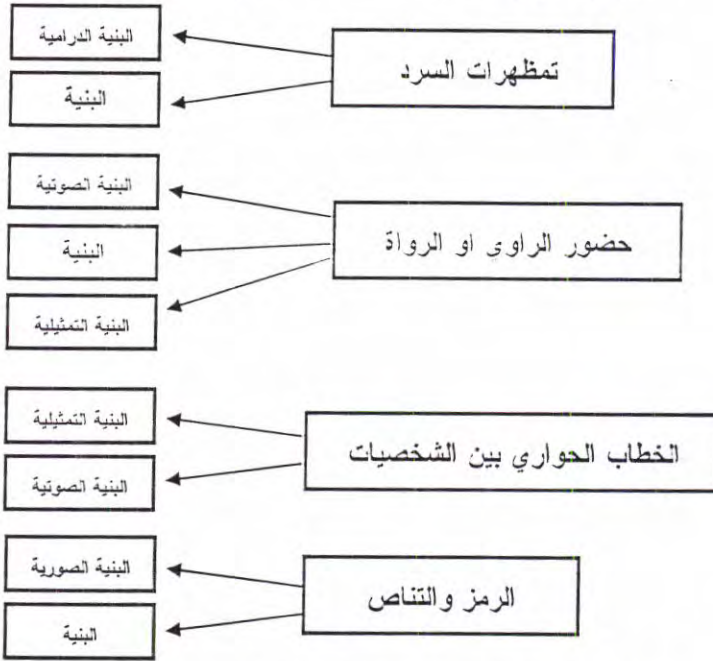 تمظهرات السرد
البنية الدرامية
البنية
حضور الراوي او الرواة
البنية الصوتية
البنية
البنية التمثيلية
الخطاب الحواري بين الشخصيات
البنية التمثيلية
البنية الصوتية
الرمز والتناص
البنية الصورية
البنية